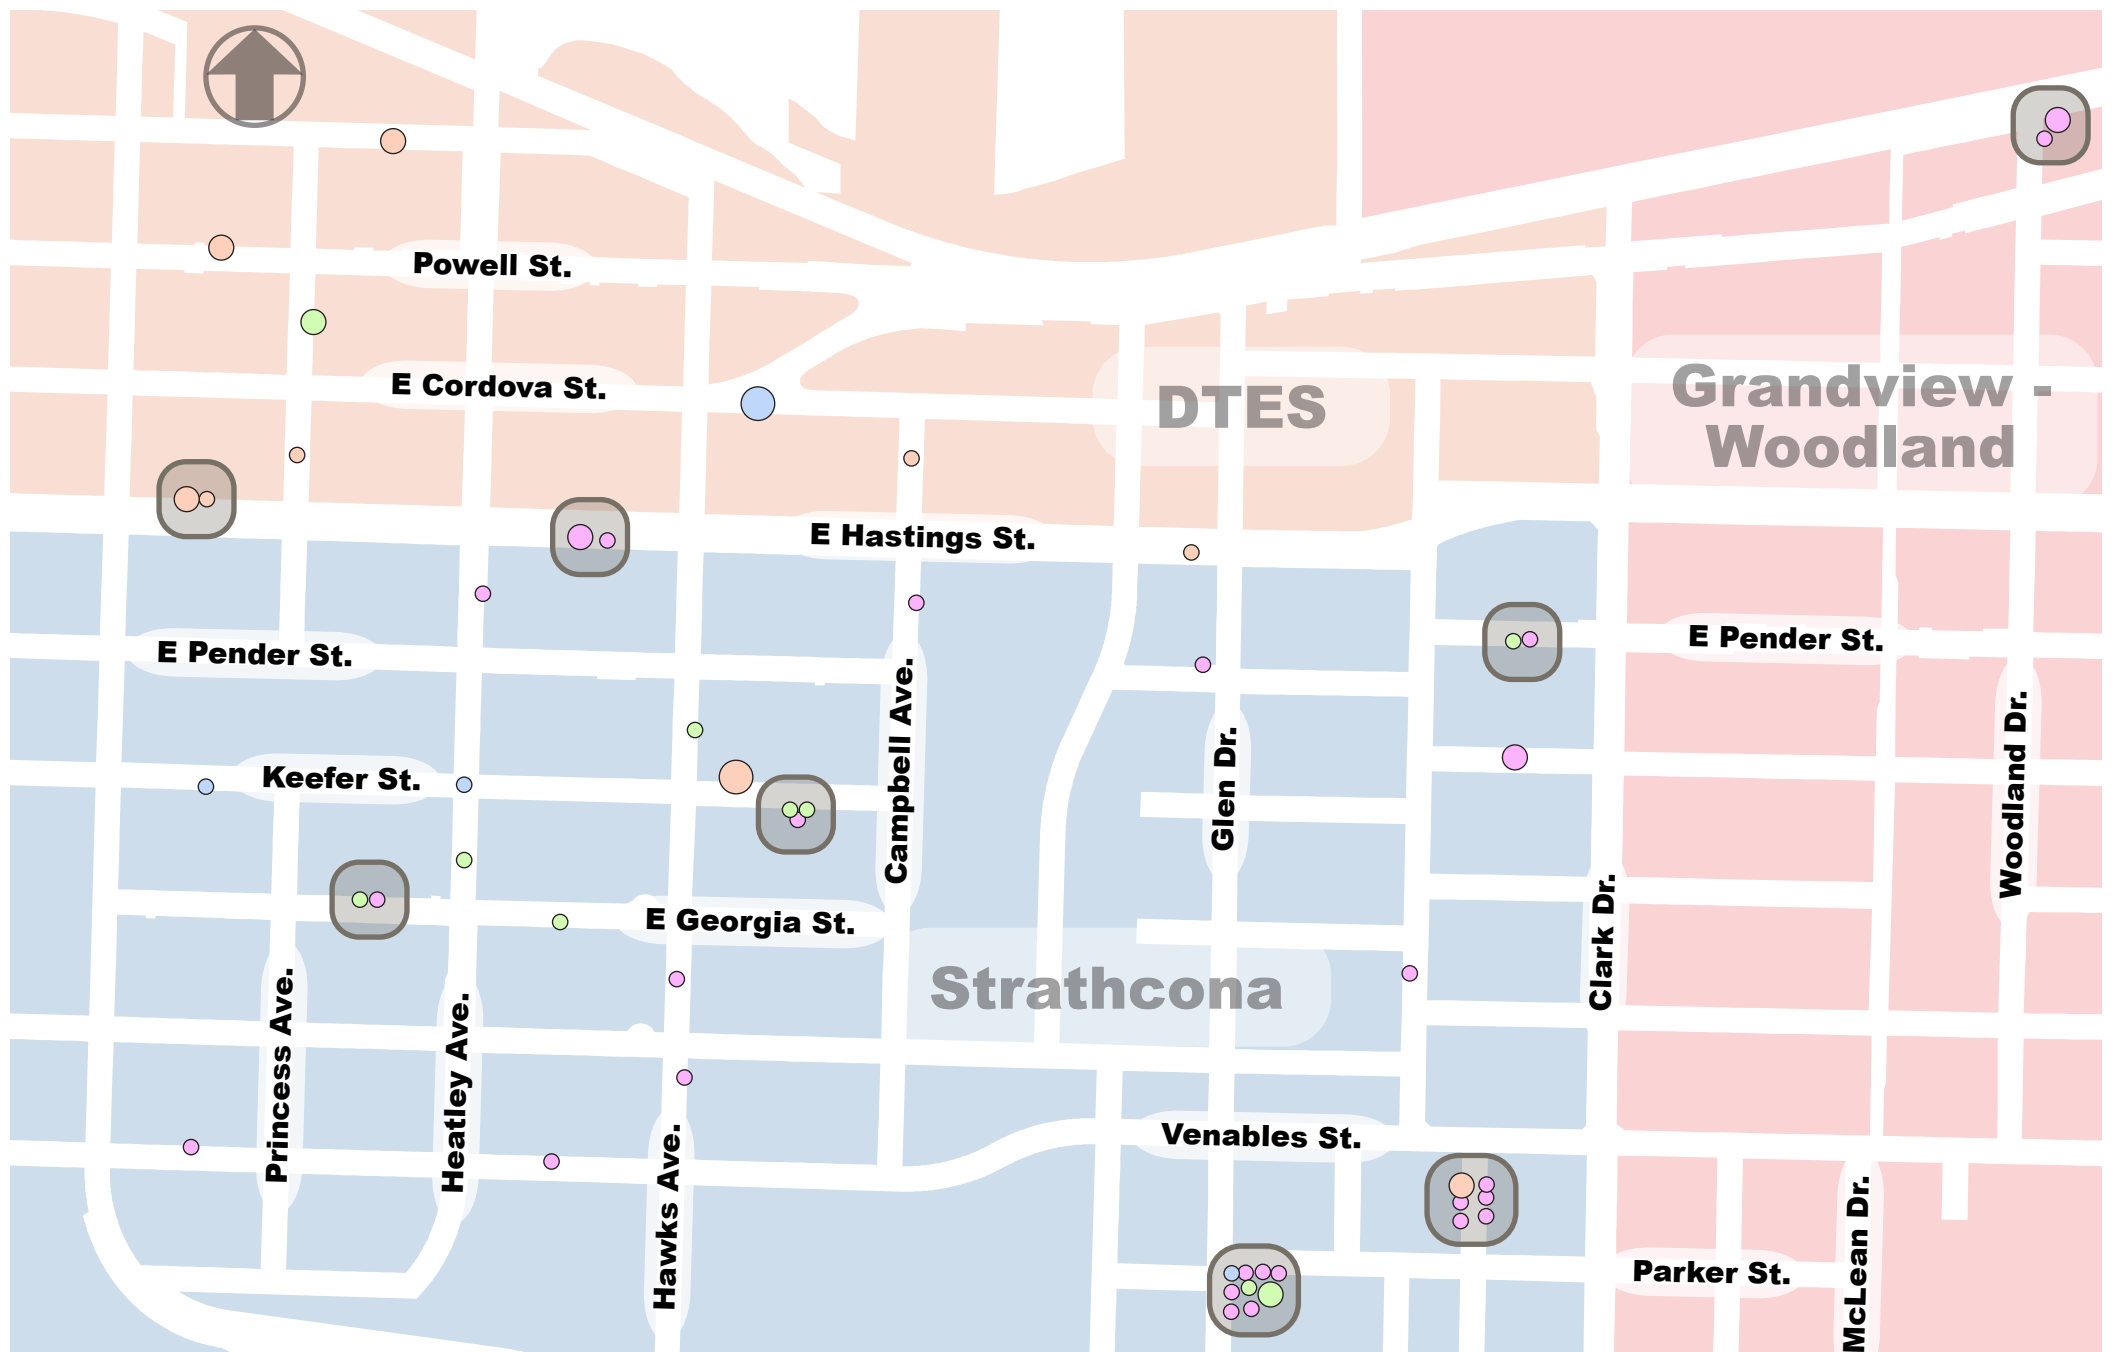 Powell St.
E Cordova St.
DTES
Grandview -
Woodland
E Hastings St.
E Pender St.
E Pender St.
Keefer St.
Campbell Ave.
Glen Dr.
Woodland Dr.
E Georgia St.
Clark Dr.
Strathcona
Princess Ave.
Heatley Ave.
Hawks Ave.
Venables St.
Parker St.
McLean Dr.